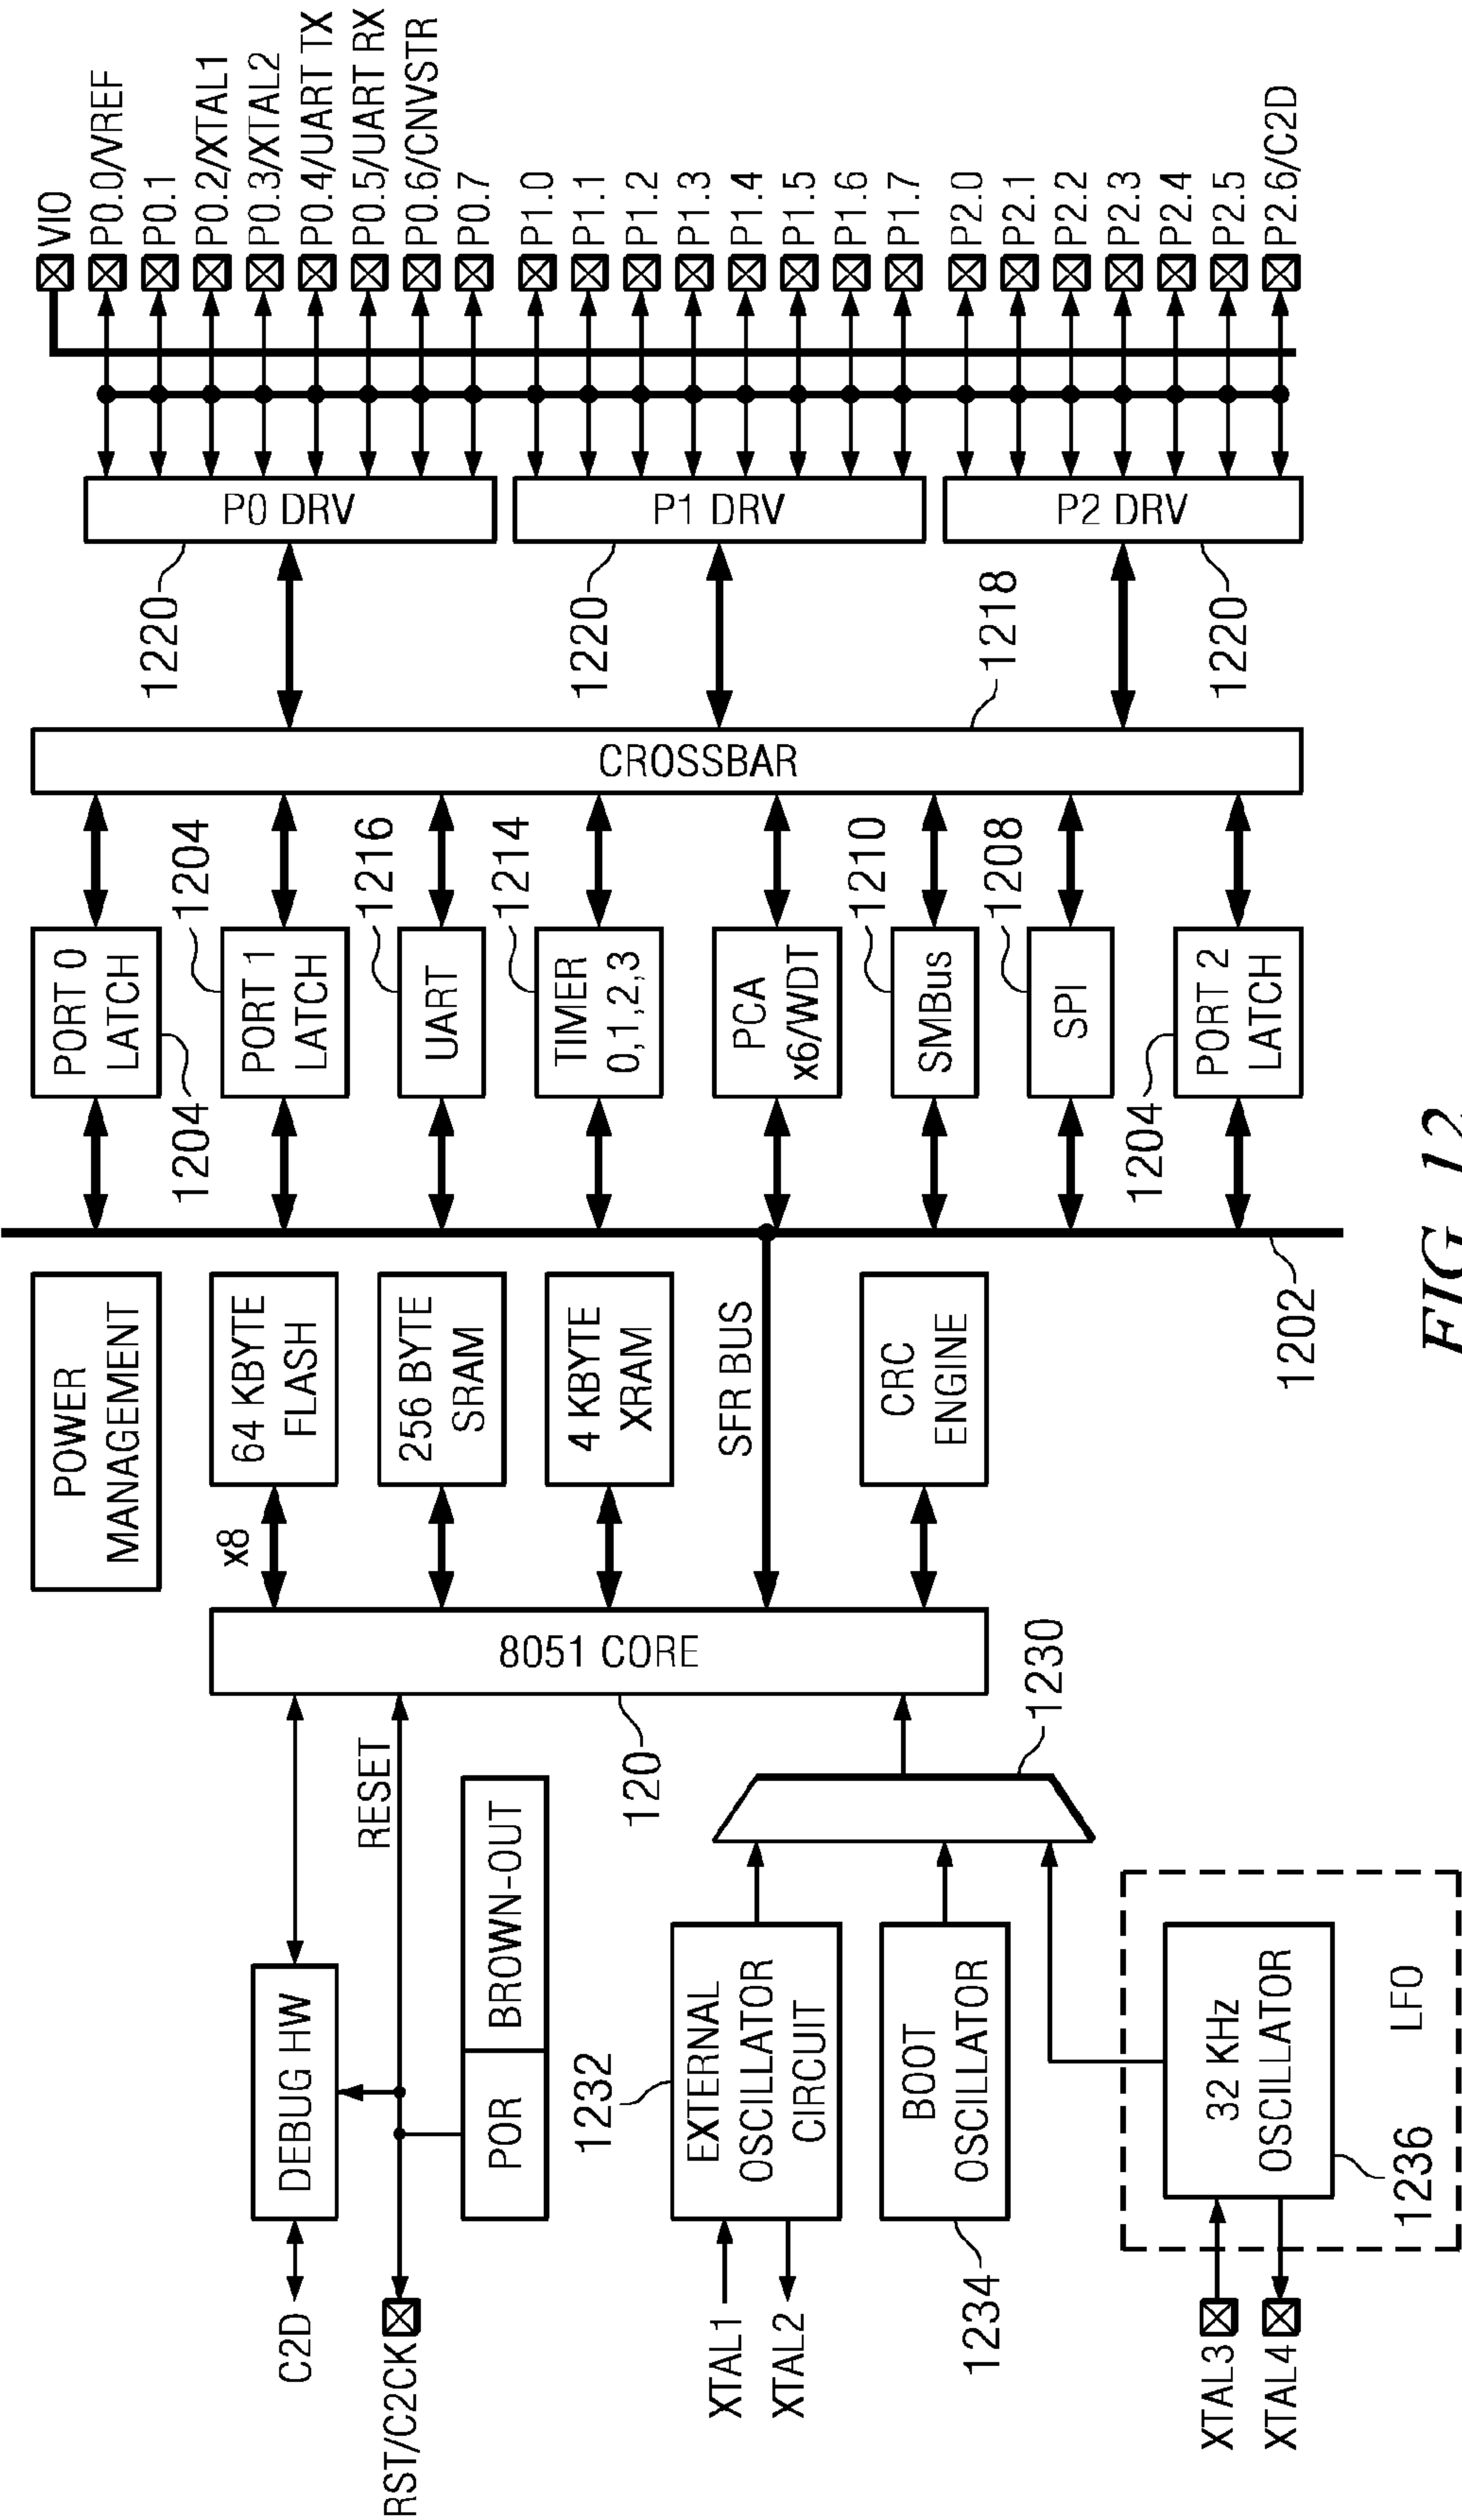 VIO
P0.0/VREF
P0.1
P0.2/XTAL1
P0.3/XTAL2
P0.4/UART TX
P0.5/UART RX
P0.6/CNVSTR
P0.7
P1.0
P1.1
P1.2
P1.3
P1.4
P1.5
P1.6
P1.7
P2.0
P2.1
P2.2
P2.3
P2.4
P2.5
P2.6/C2D
P0 DRV
P1 DRV
P2 DRV
1220
1220
1220
1218
CROSSBAR
1204
1216
1214
1210
1208
PORT 0
LATCH
PORT 1
LATCH
UART
TIMER
0,1,2,3
PCA
x6/WDT
SMBus
SPI
PORT 2
LATCH
1204
1204
POWER
MANAGEMENT
64 KBYTE
FLASH
256 BYTE
SRAM
4 KBYTE
XRAM
SFR BUS
CRC
ENGINE
1202
x8
8051 CORE
RESET
120
1230
DEBUG HW
POR
BROWN-OUT
1232
EXTERNAL
OSCILLATOR
CIRCUIT
BOOT
OSCILLATOR
32 KHz
OSCILLATOR
LFO
1234
1236
C2D
RST/C2CK
XTAL1
XTAL2
XTAL3
XTAL4
FIG. 12